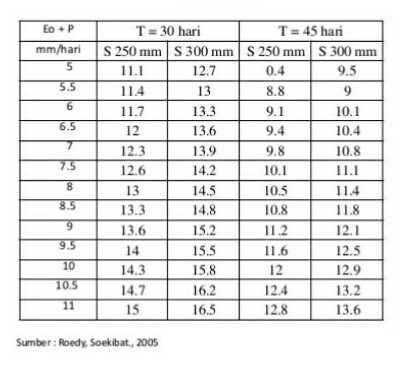 Eo + P T = 30 hari T = 45 hari
mm/hari S 250 mm S 300 mm S 250 mm S 300 mm
5 11.1 12.7 0.4 9.5
5.5 11.4 13 8.8 9
6 11.7 13.3 9.1 10.1
6.5 12 13.6 9.4 10.4
7 12.3 13.9 9.8 10.8
7.5 12.6 14.2 10.1 11.1
8 13 14.5 10.5 11.4
8.5 13.3 14.8 10.8 11.8
9 13.6 15.2 11.2 12.1
9.5 14 15.5 11.6 12.5
10 14.3 15.8 12 12.9
10.5 14.7 16.2 12.4 13.2
11 15 16.5 12.8 13.6
Sumber : Roedy, Soekibat., 2005